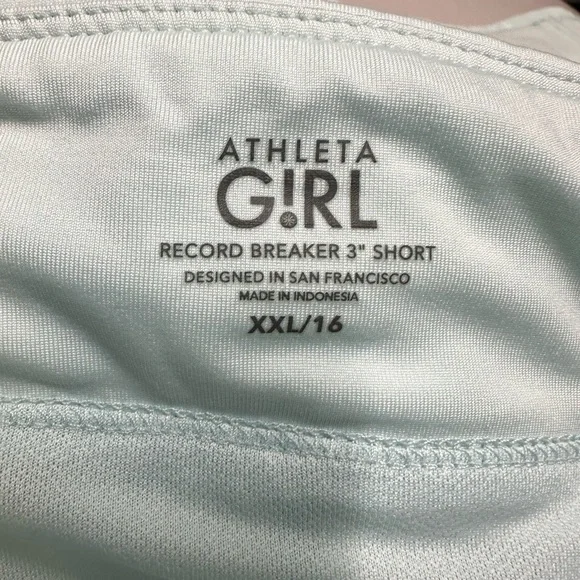 ATHLETA
G!RL
RECORD BREAKER 3" SHORT
DESIGNED IN SAN FRANCISCO
MADE IN INDONESIA
XXL/16